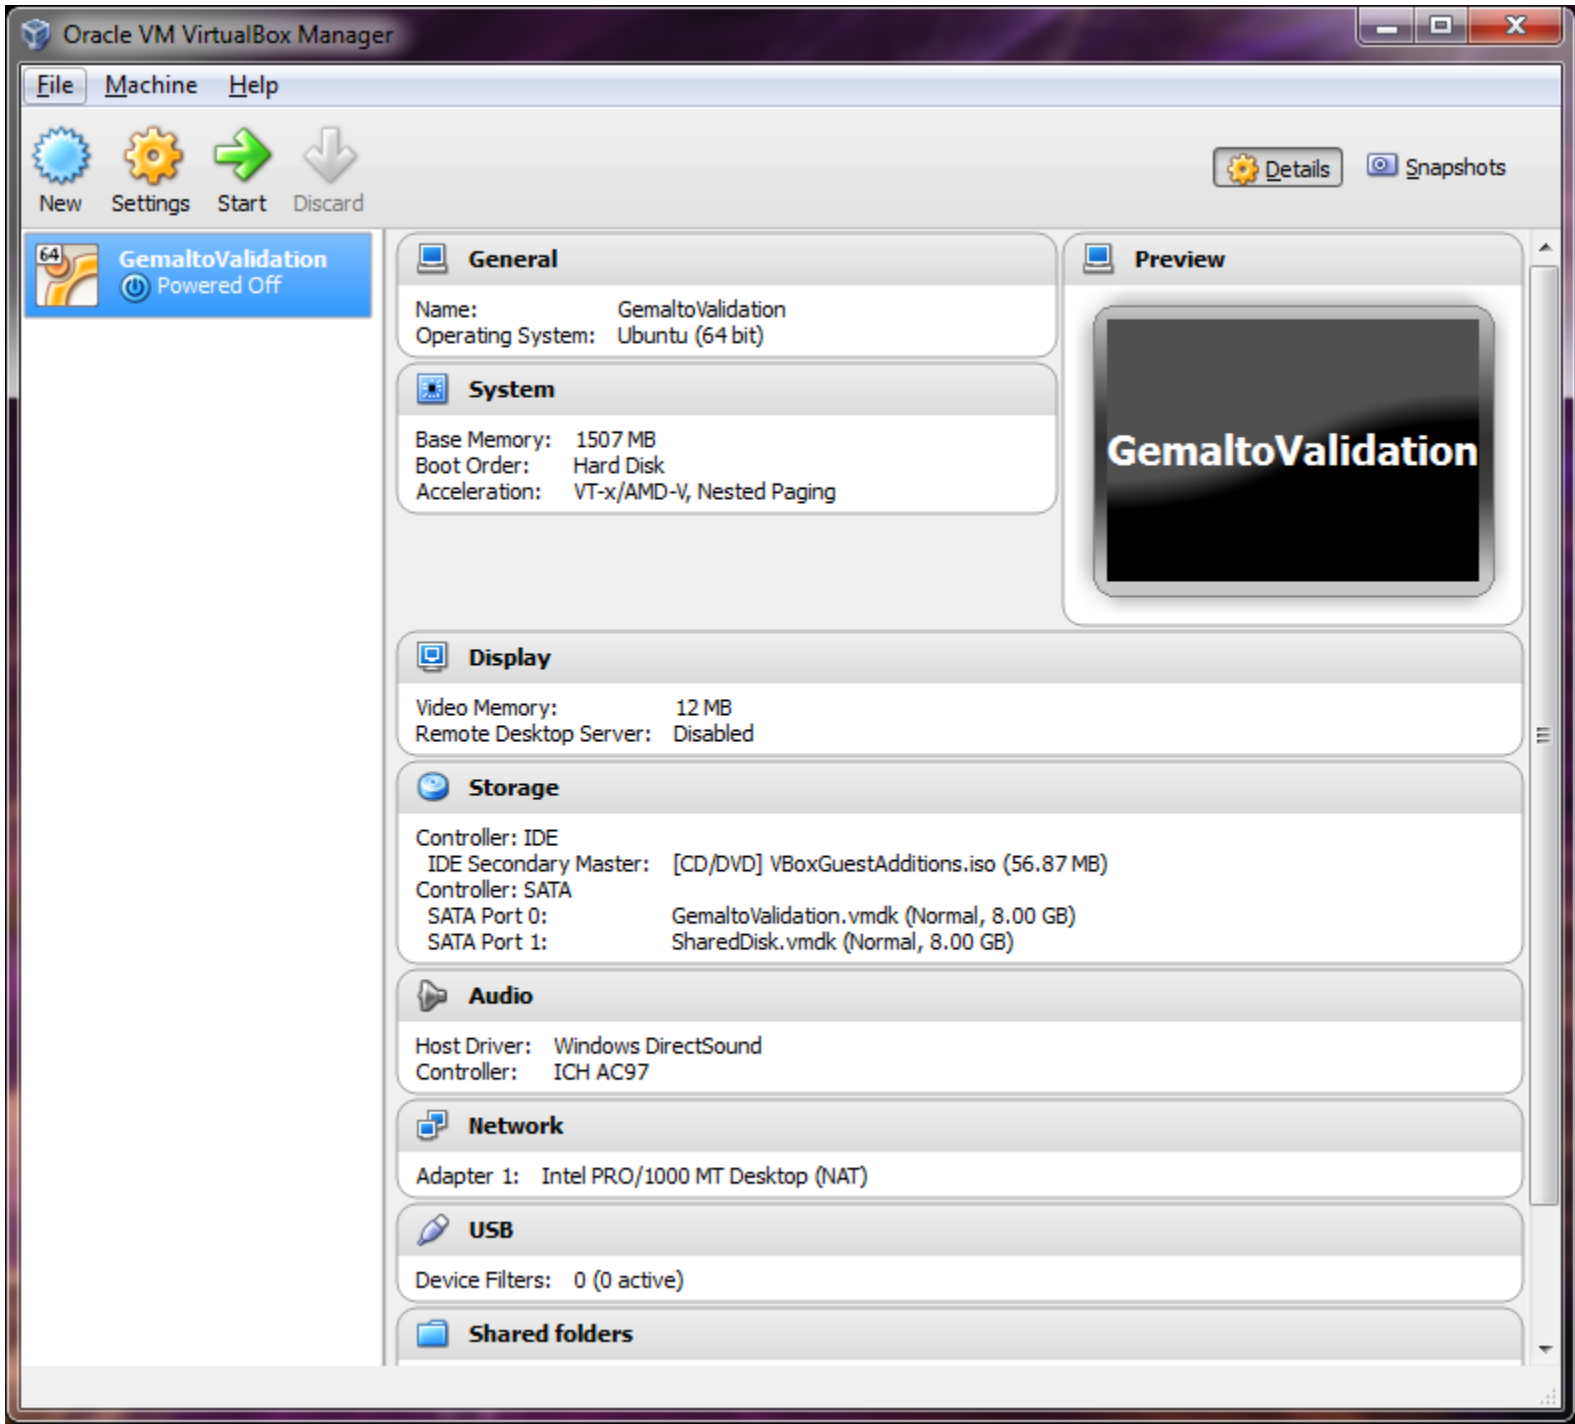 Oracle VM VirtualBox Manager
File Machine Help
New Settings Start Discard
Details Snapshots
64
GemaltoValidation
Powered Off
General
Name: GemaltoValidation
Operating System: Ubuntu (64 bit)
System
Base Memory: 1507 MB
Boot Order: Hard Disk
Acceleration: VT-x/AMD-V, Nested Paging
Preview
GemaltoValidation
Display
Video Memory: 12 MB
Remote Desktop Server: Disabled
Storage
Controller: IDE
IDE Secondary Master: [CD/DVD] VBoxGuestAdditions.iso (56.87 MB)
Controller: SATA
SATA Port 0: GemaltoValidation.vmdk (Normal, 8.00 GB)
SATA Port 1: SharedDisk.vmdk (Normal, 8.00 GB)
Audio
Host Driver: Windows DirectSound
Controller: ICH AC97
Network
Adapter 1: Intel PRO/1000 MT Desktop (NAT)
USB
Device Filters: 0 (0 active)
Shared folders